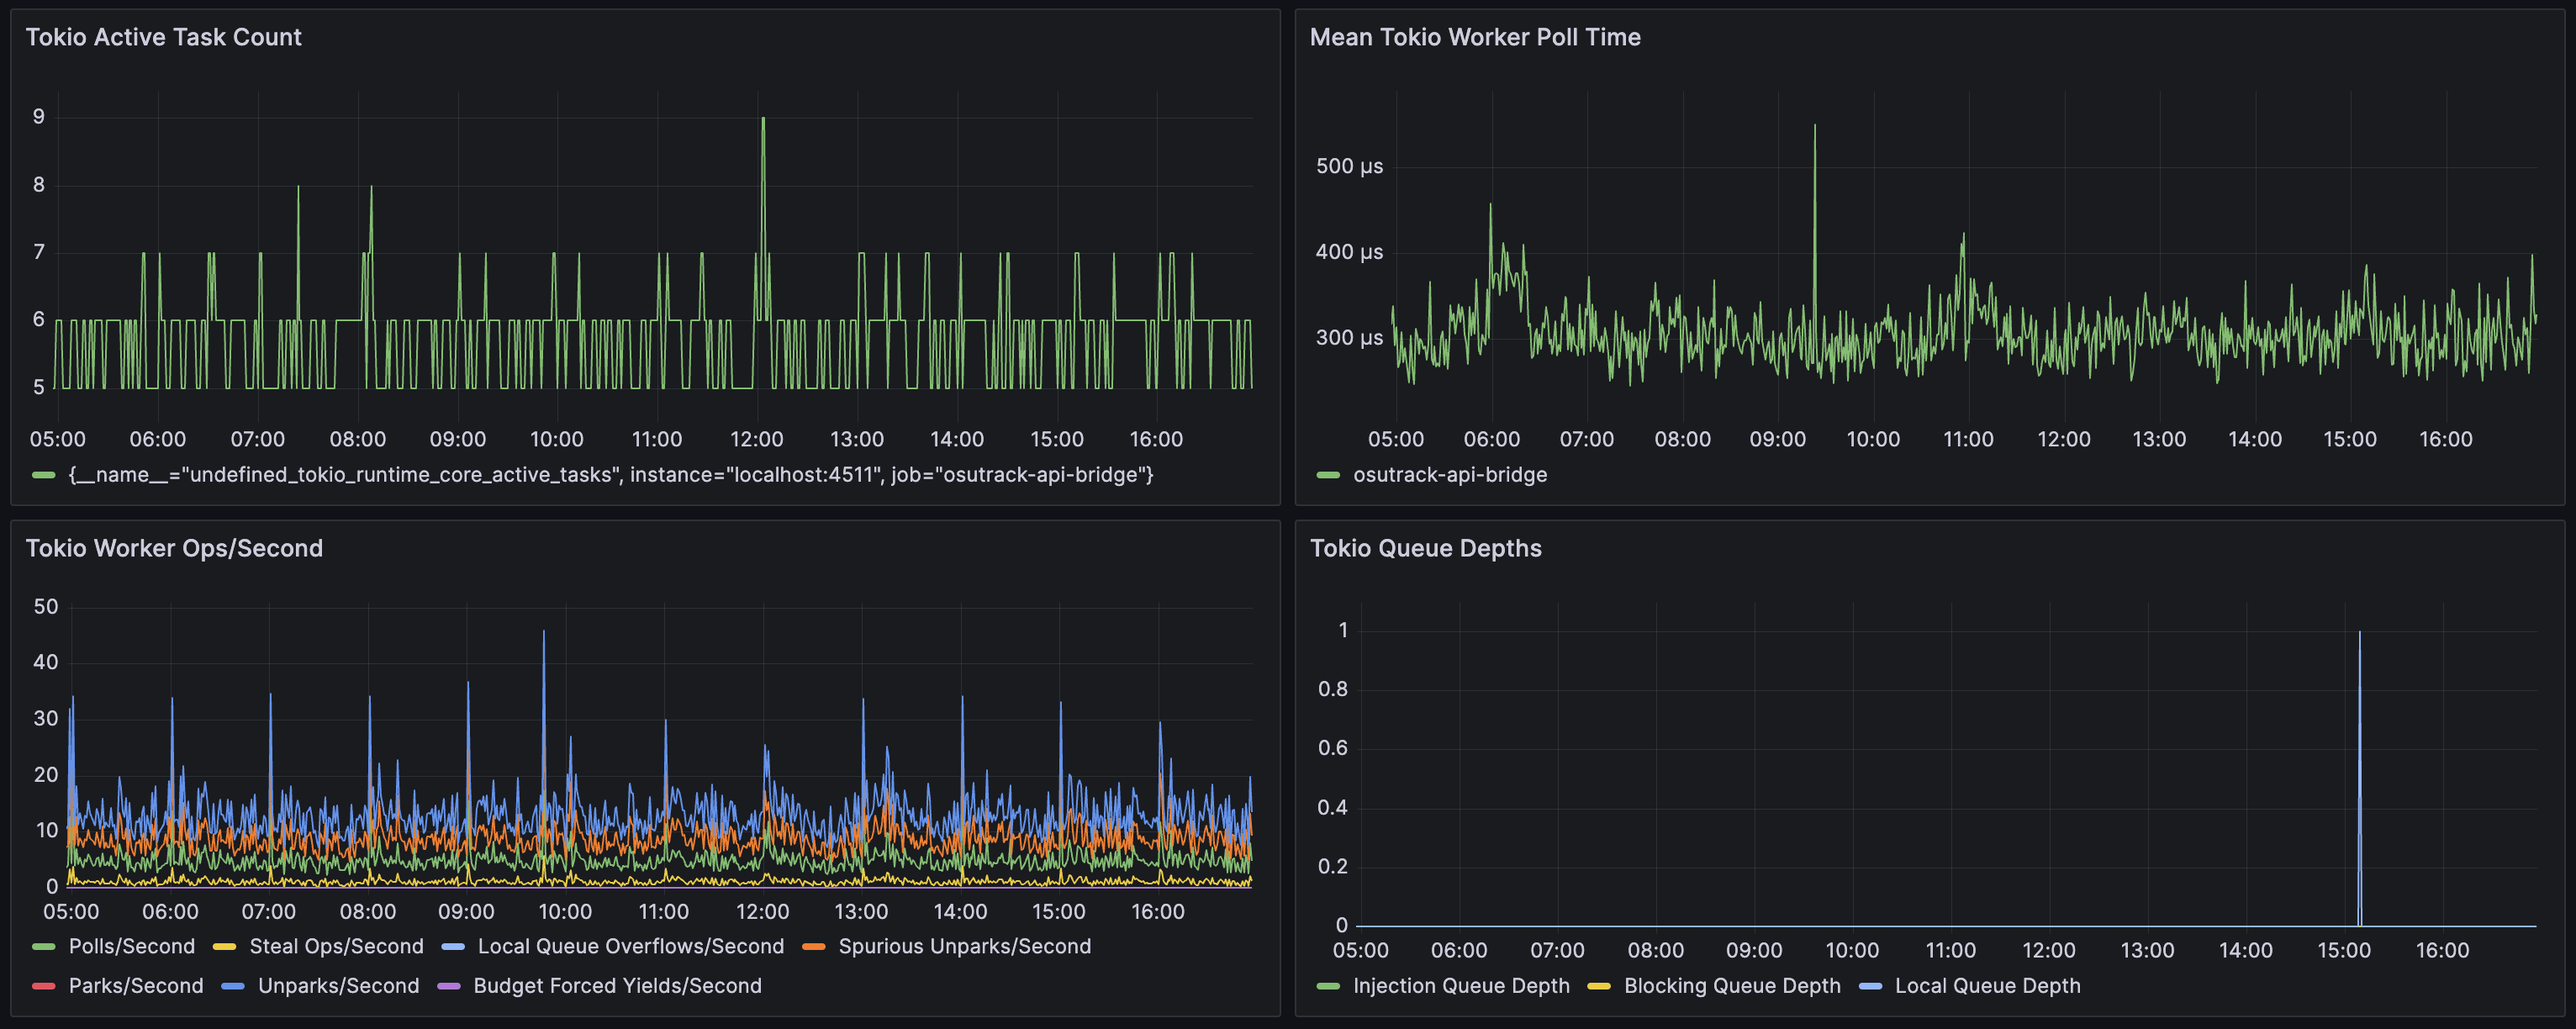 Tokio Active Task Count
9
8
7
6
5
05:00 06:00 07:00 08:00 09:00 10:00 11:00 12:00 13:00 14:00 15:00 16:00
{__name__="undefined_tokio_runtime_core_active_tasks", instance="localhost:4511", job="osutrack-api-bridge"}
Mean Tokio Worker Poll Time
500 µs
400 µs
300 µs
05:00 06:00 07:00 08:00 09:00 10:00 11:00 12:00 13:00 14:00 15:00 16:00
osutrack-api-bridge
Tokio Worker Ops/Second
50
40
30
20
10
0
05:00 06:00 07:00 08:00 09:00 10:00 11:00 12:00 13:00 14:00 15:00 16:00
Polls/Second Steal Ops/Second Local Queue Overflows/Second Spurious Unparks/Second
Parks/Second Unparks/Second Budget Forced Yields/Second
Tokio Queue Depths
1
0.8
0.6
0.4
0.2
0
05:00 06:00 07:00 08:00 09:00 10:00 11:00 12:00 13:00 14:00 15:00 16:00
Injection Queue Depth Blocking Queue Depth Local Queue Depth